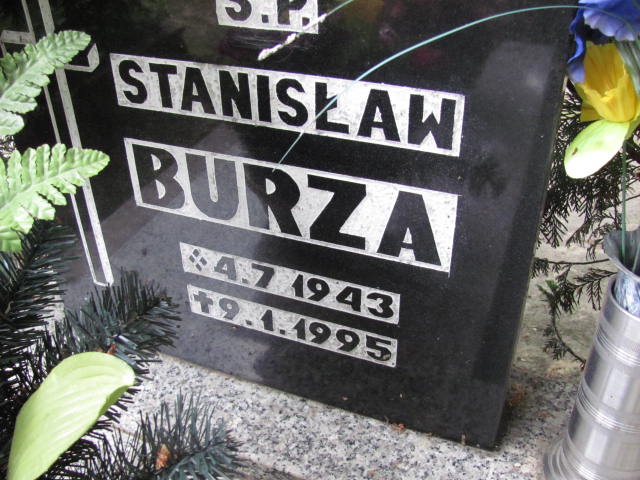 Ś.P.
STANISŁAW
BURZA
4.7 1943
✝9.1.1995